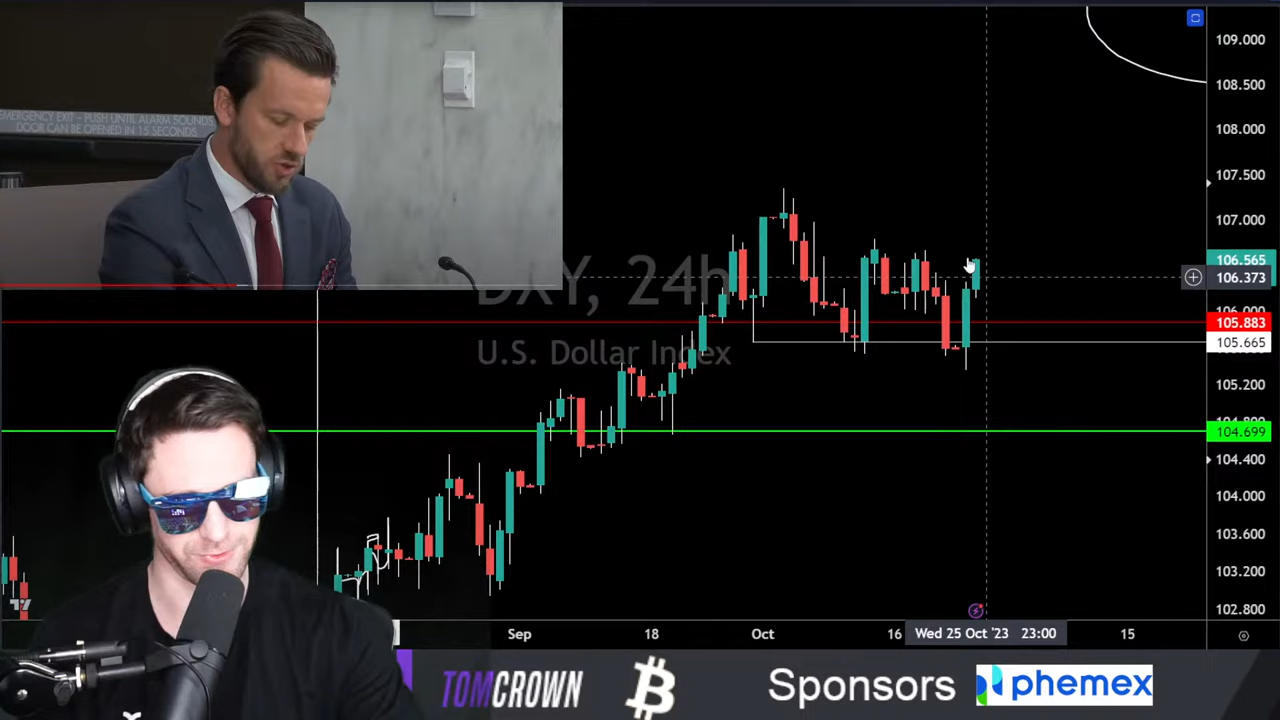 EMERGENCY EXIT – PUSH UNTIL ALARM SOUNDS
DOOR CAN BE OPENED IN 15 SECONDS
DXY, 24h
U.S. Dollar Index
109.000
108.500
108.000
107.500
107.000
106.565
106.373
105.883
105.665
105.200
104.699
104.400
104.000
103.600
103.200
102.800
Sep
18
Oct
16
Wed 25 Oct '23 23:00
15
TOMCROWN
Sponsors
phemex